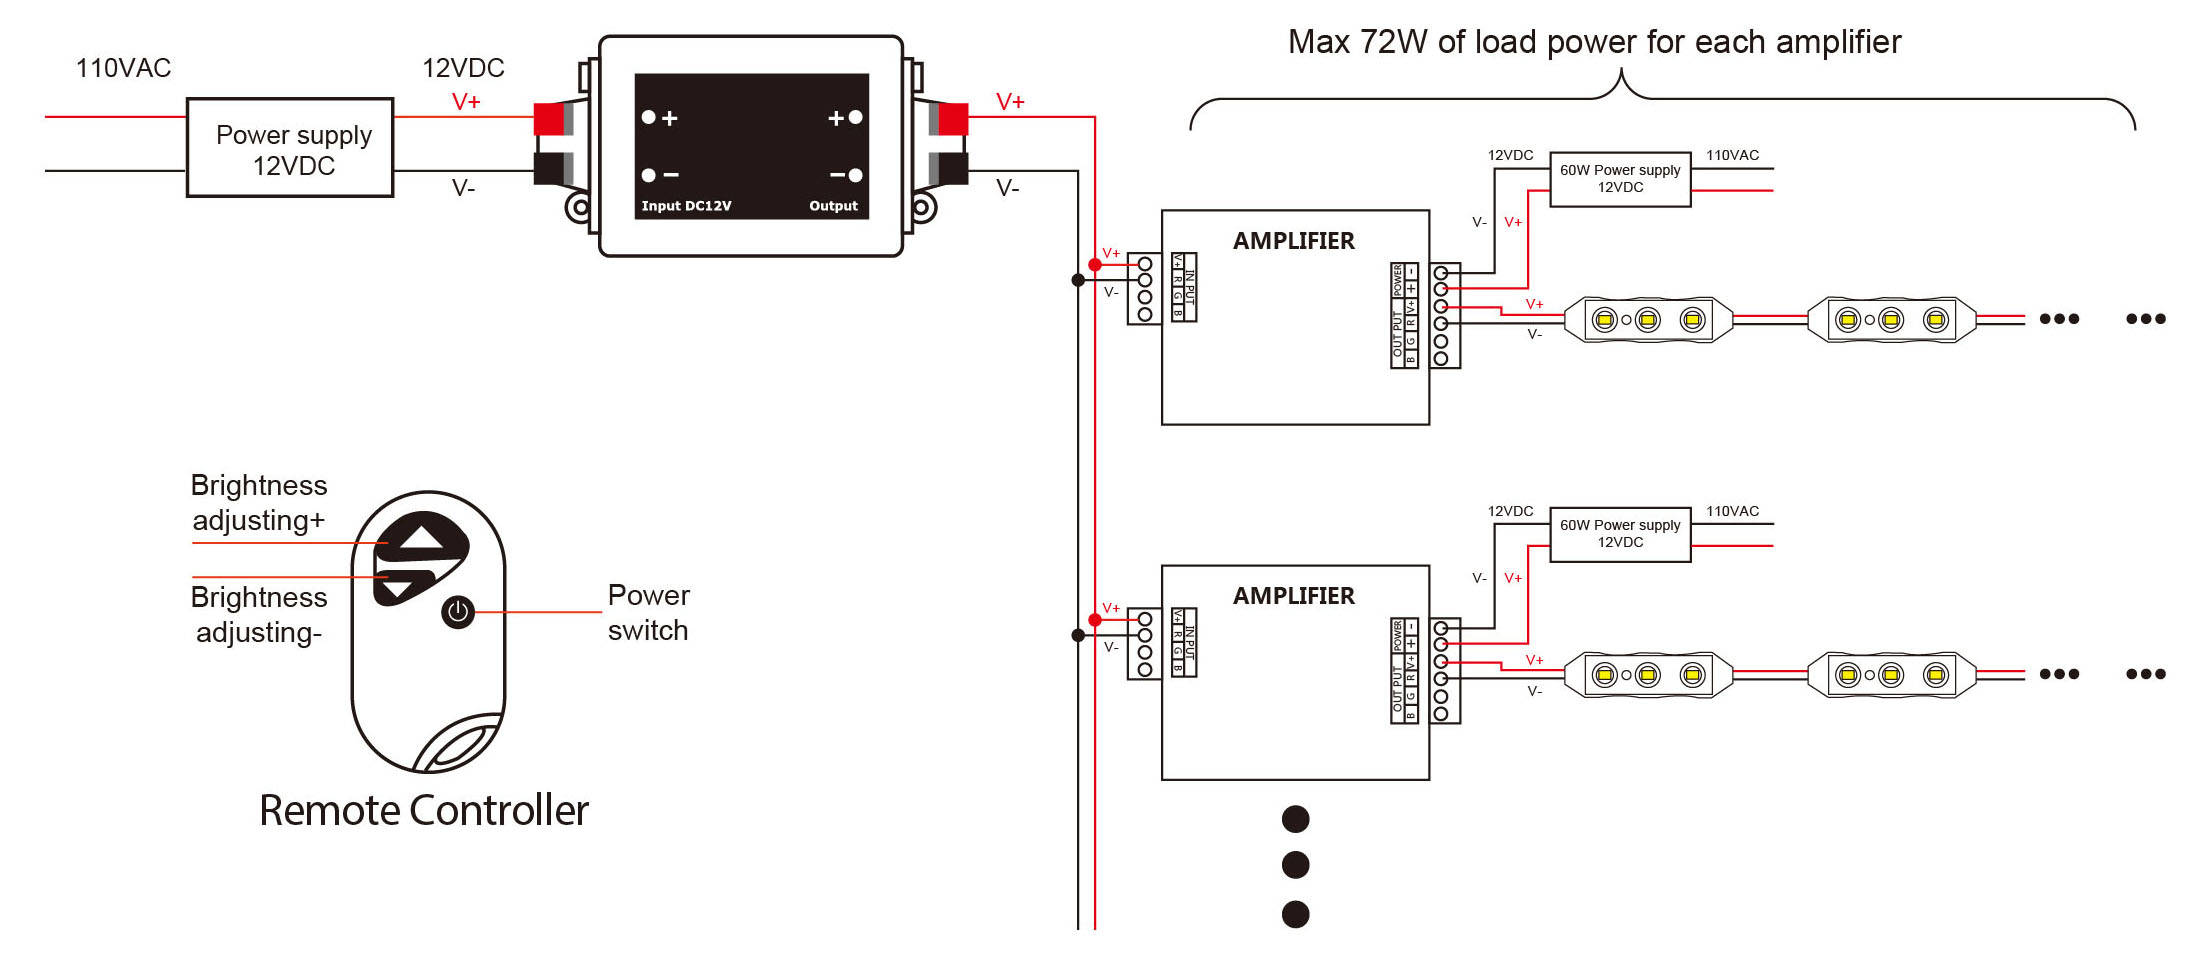 Max 72W of load power for each amplifier
110VAC
12VDC
V+
V-
Power supply
12VDC
+
−
+
−
Input DC12V
Output
V+
V-
12VDC
60W Power supply
12VDC
110VAC
V-
V+
AMPLIFIER
V+
V-
V+
R
G
B
IN PUT
POWER
OUT PUT
-
+
V+
R
G
B
V+
V-
12VDC
60W Power supply
12VDC
110VAC
V-
V+
AMPLIFIER
V+
V-
V+
R
G
B
IN PUT
POWER
OUT PUT
-
+
V+
R
G
B
V+
V-
Brightness
adjusting+
Brightness
adjusting-
Power
switch
Remote Controller